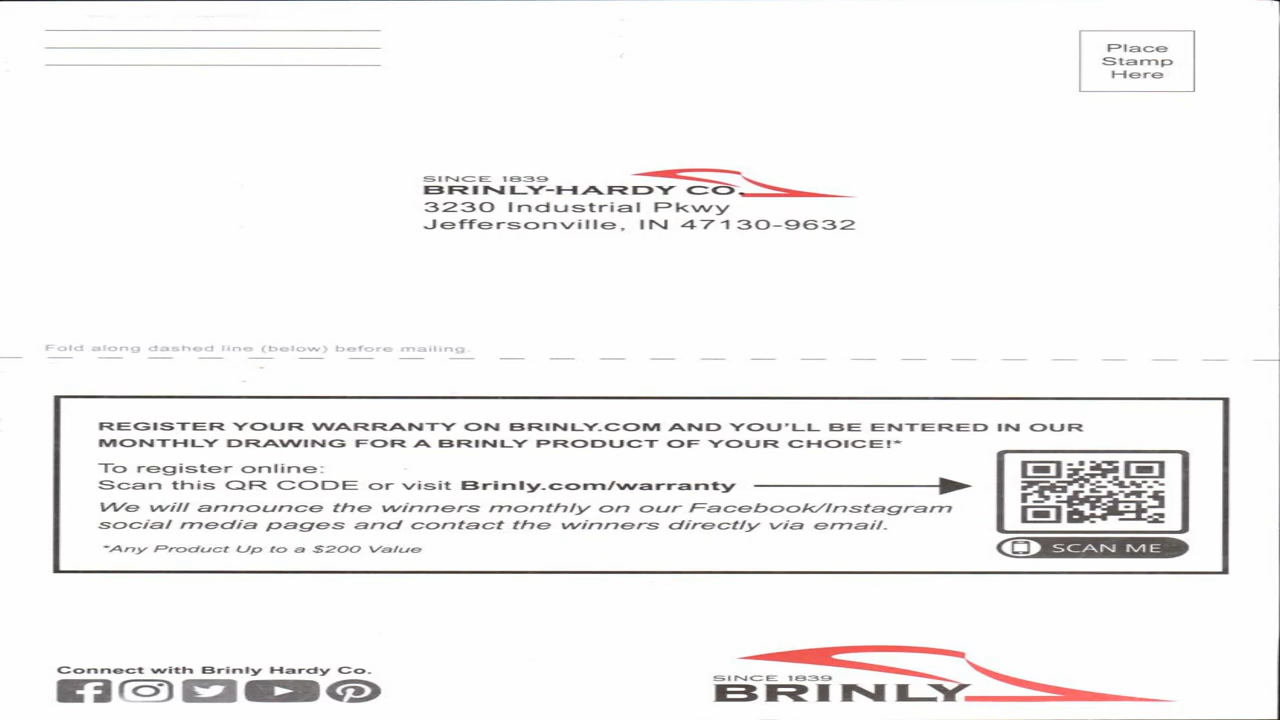 Place
Stamp
Here
SINCE 1839
BRINLY-HARDY CO.
3230 Industrial Pkwy
Jeffersonville, IN 47130-9632
Fold along dashed line (below) before mailing.
REGISTER YOUR WARRANTY ON BRINLY.COM AND YOU'LL BE ENTERED IN OUR
MONTHLY DRAWING FOR A BRINLY PRODUCT OF YOUR CHOICE!*
To register online:
Scan this QR CODE or visit Brinly.com/warranty
We will announce the winners monthly on our Facebook/Instagram
social media pages and contact the winners directly via email.
*Any Product Up to a $200 Value
SCAN ME
Connect with Brinly Hardy Co.
SINCE 1839
BRINLY